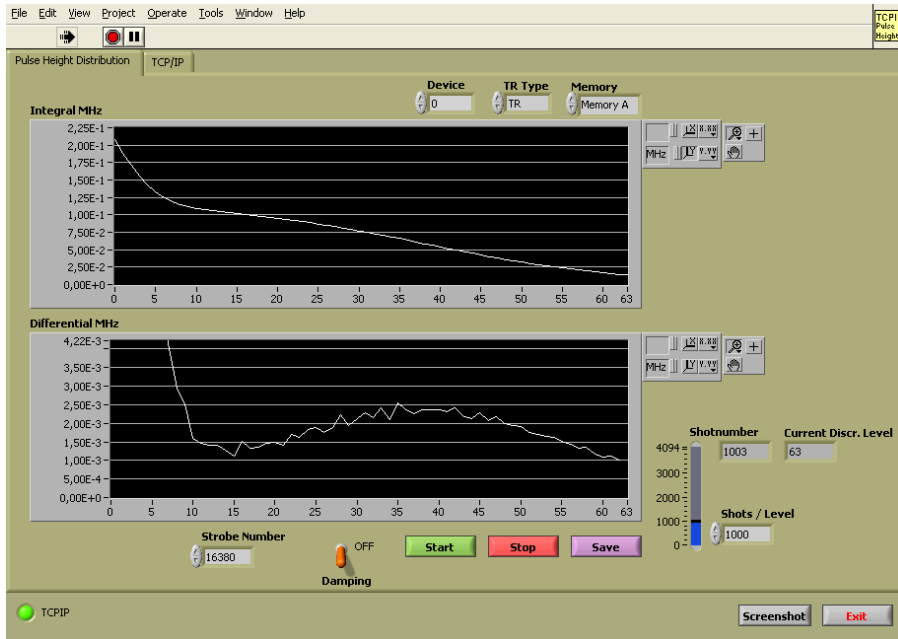 File Edit View Project Operate Tools Window Help
TCPI
Pulse
Height
Pulse Height Distribution TCP/IP
Device TR Type Memory
0 TR Memory A
Integral MHz
2,25E-1
2,00E-1
1,75E-1
1,50E-1
1,25E-1
1,00E-1
7,50E-2
5,00E-2
2,50E-2
0,00E+0
0 5 10 15 20 25 30 35 40 45 50 55 60 63
X X.XX
MHz Y Y.YY
Differential MHz
4,22E-3
3,50E-3
3,00E-3
2,50E-3
2,00E-3
1,50E-3
1,00E-3
5,00E-4
0,00E+0
0 5 10 15 20 25 30 35 40 45 50 55 60 63
X X.XX
MHz Y Y.YY
Shotnumber Current Discr. Level
1003 63
4094
3000
2000
1000
0
Shots / Level
1000
Strobe Number
16380
OFF
Damping
Start Stop Save
TCPIP
Screenshot Exit